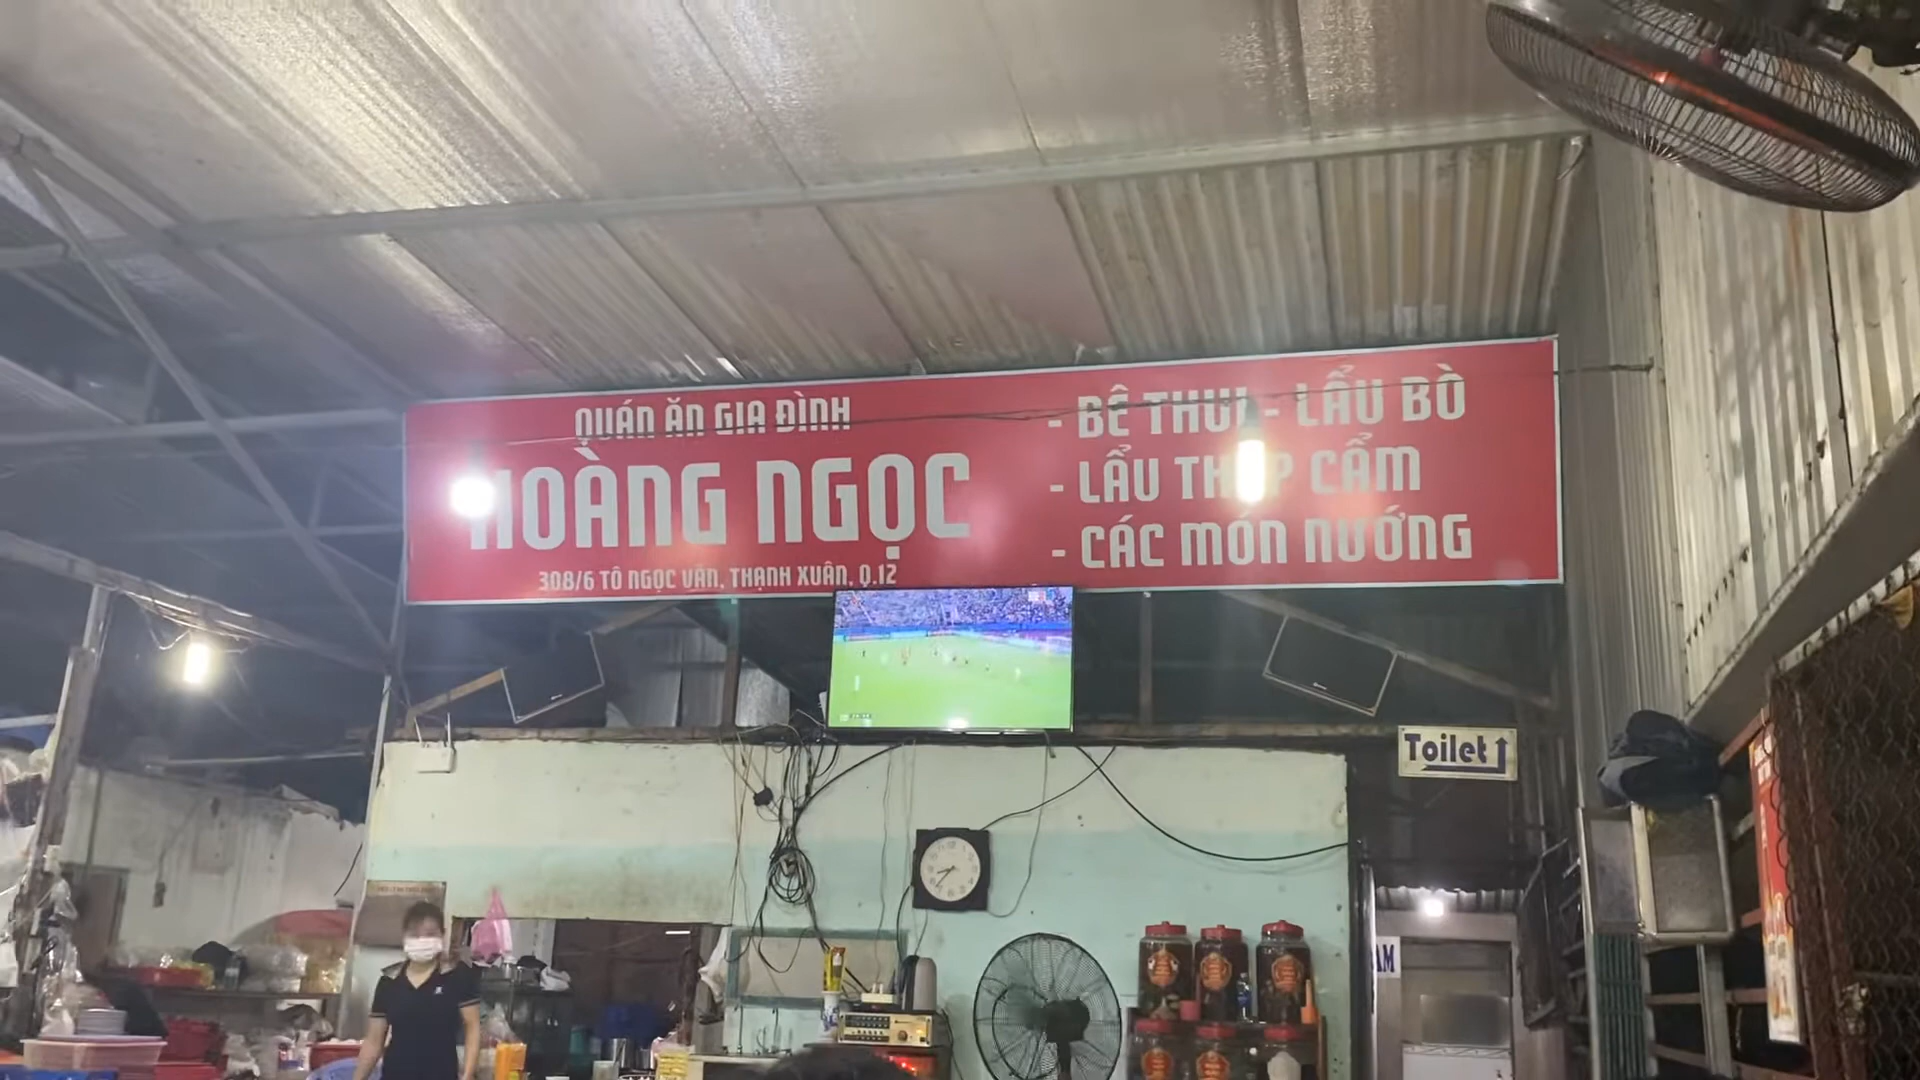 QUÁN ĂN GIA ĐÌNH
HOÀNG NGỌC
308/6 TÔ NGỌC VÂN, THẠNH XUÂN, Q.12
- BÊ THUI - LẨU BÒ
- LẨU THẬP CẨM
- CÁC MÓN NƯỚNG
Toilet